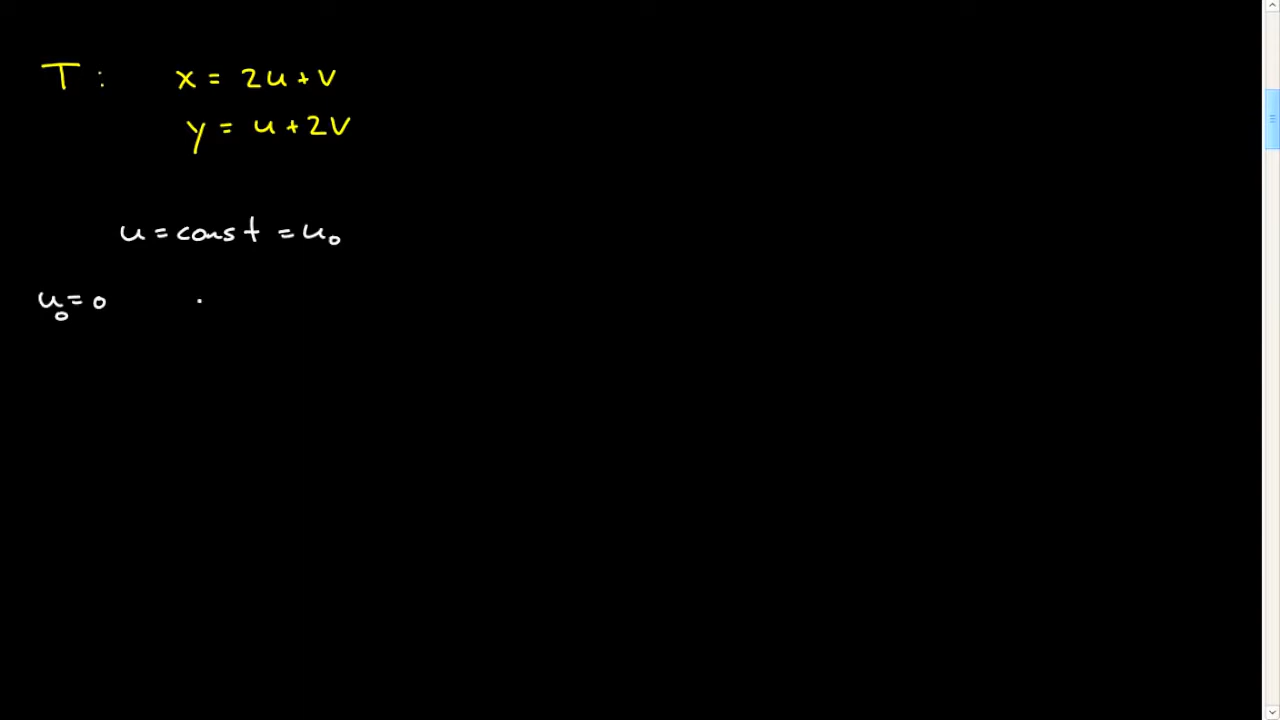 T: x = 2u+v
y = u+2v
u = const = u₀
u₀ = 0